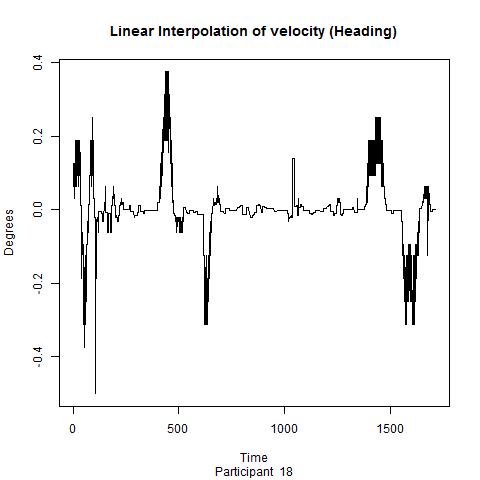 Linear Interpolation of velocity (Heading)
0.4
0.2
0.0
-0.2
-0.4
Degrees
0
500
1000
1500
Time
Participant 18